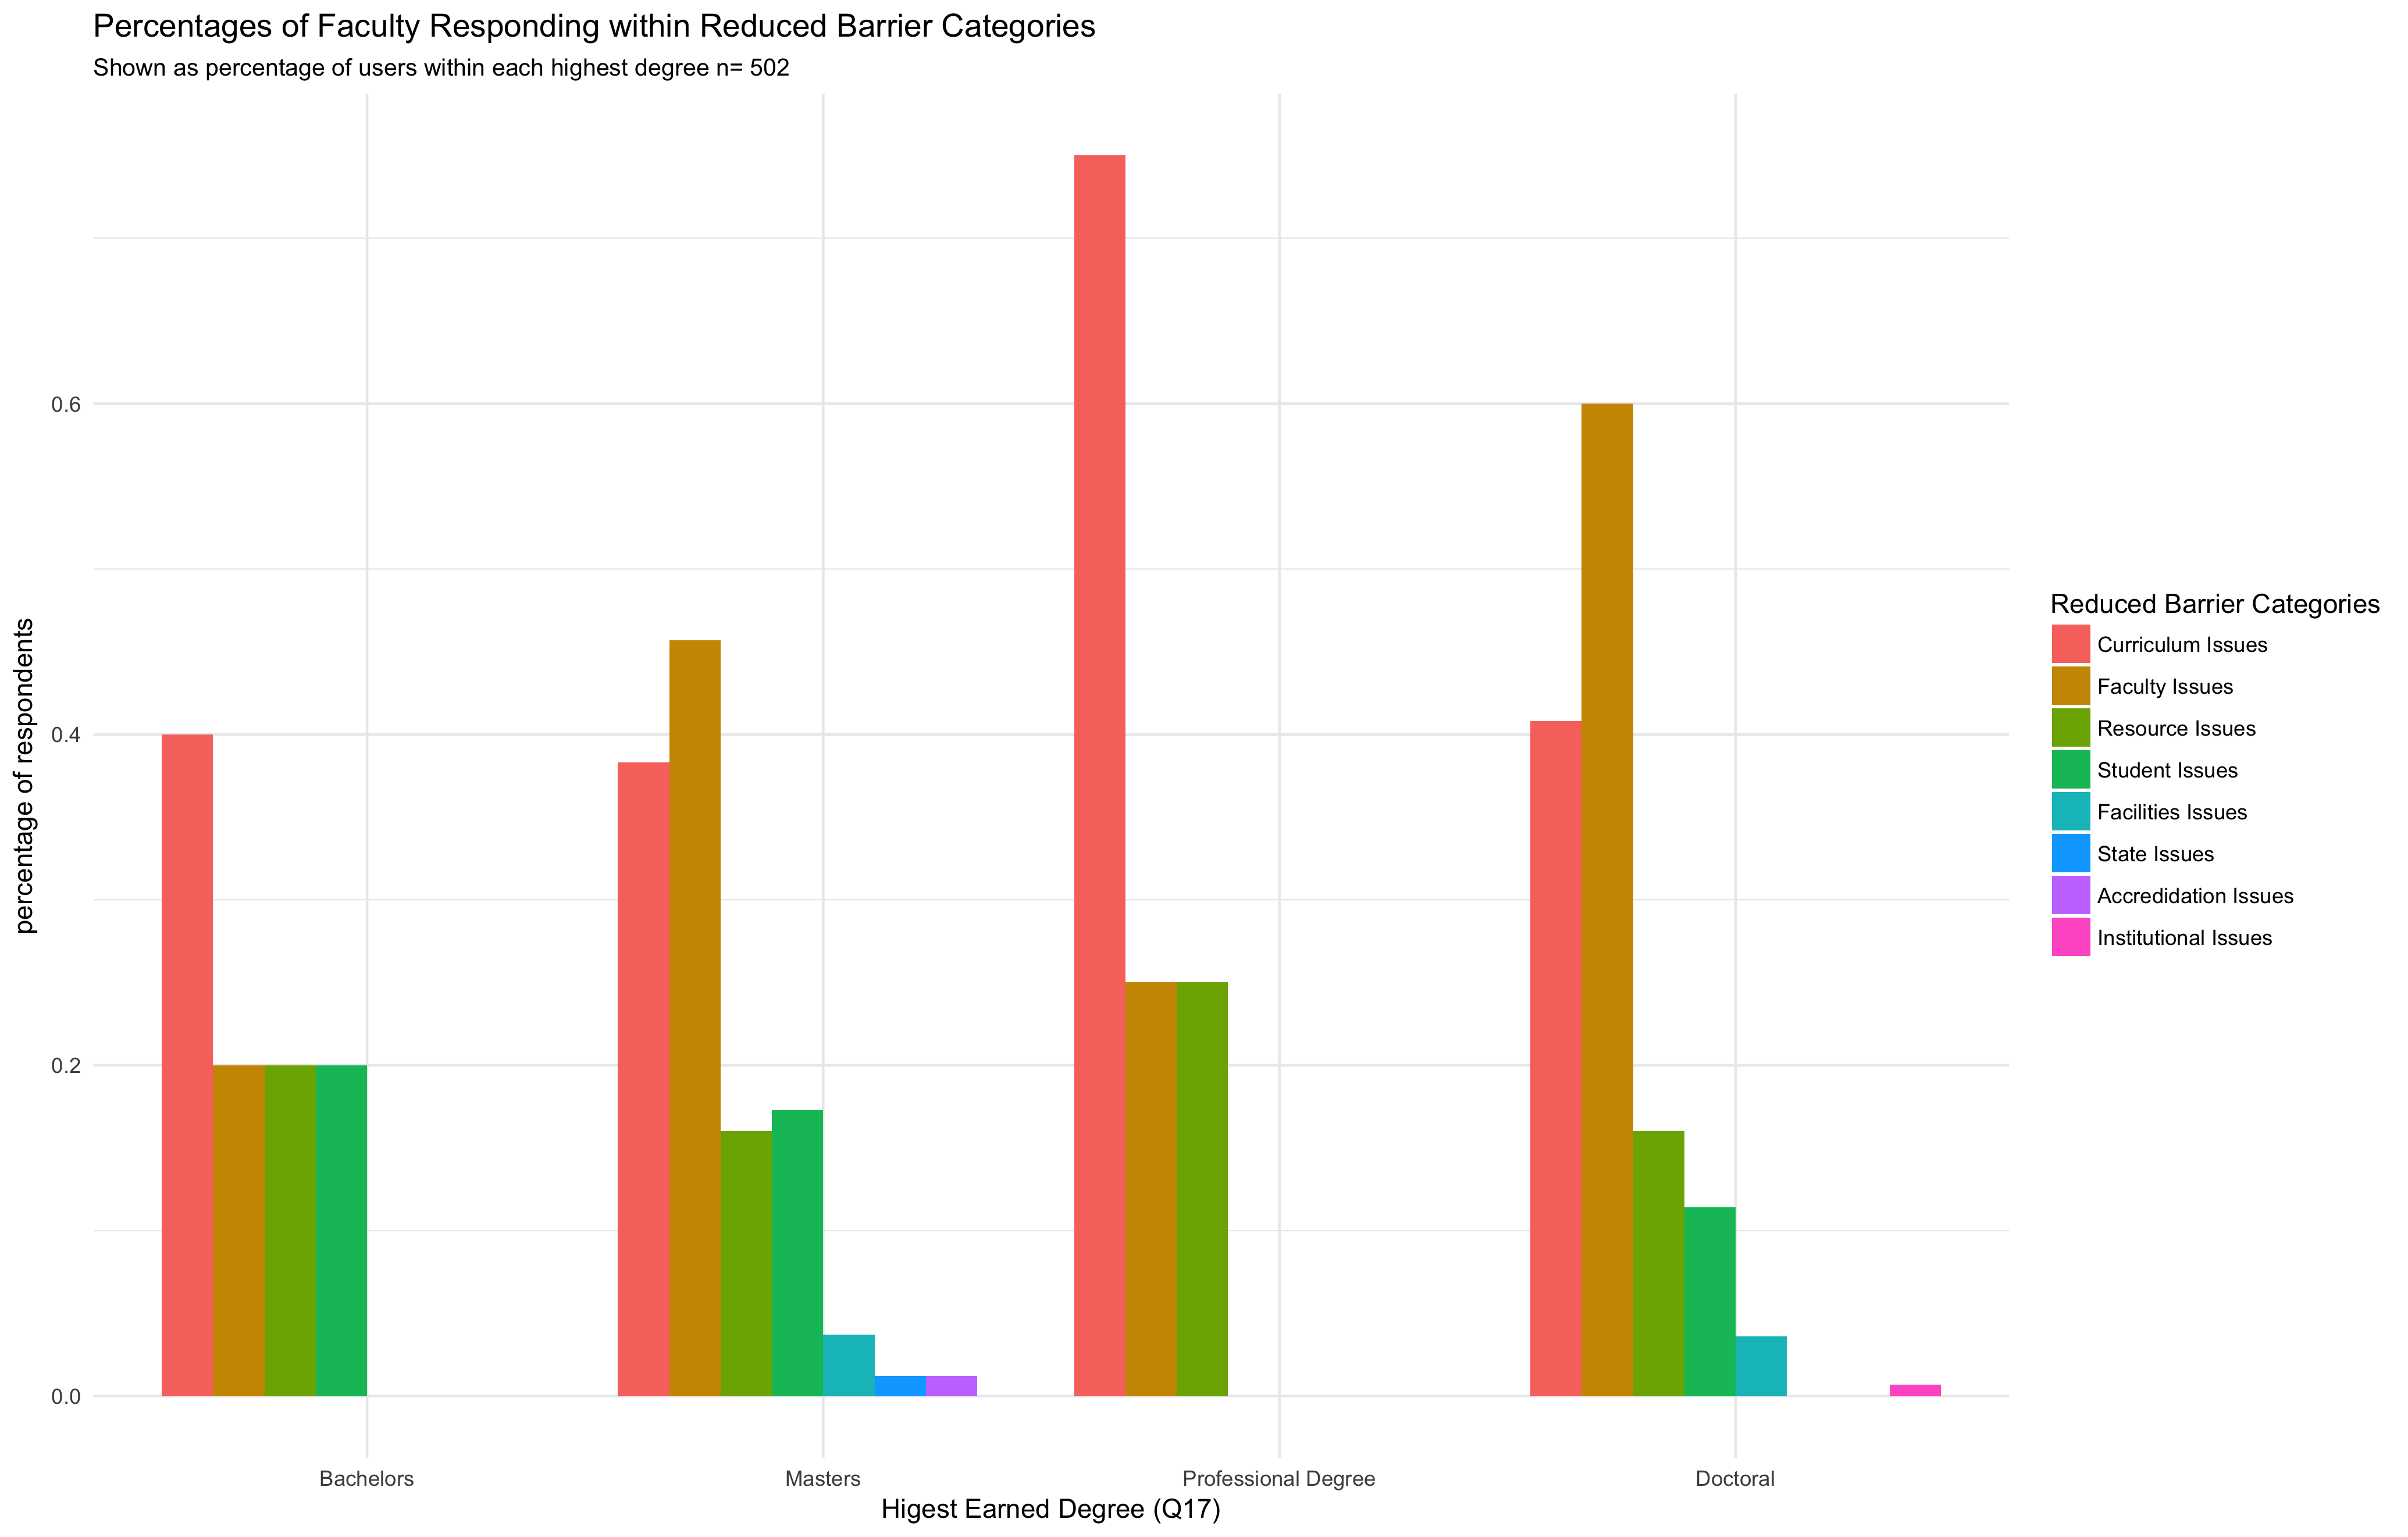 Percentages of Faculty Responding within Reduced Barrier Categories
Shown as percentage of users within each highest degree n= 502
percentage of respondents
0.6
0.4
0.2
0.0
Bachelors
Masters
Professional Degree
Doctoral
Higest Earned Degree (Q17)
Reduced Barrier Categories
Curriculum Issues
Faculty Issues
Resource Issues
Student Issues
Facilities Issues
State Issues
Accredidation Issues
Institutional Issues